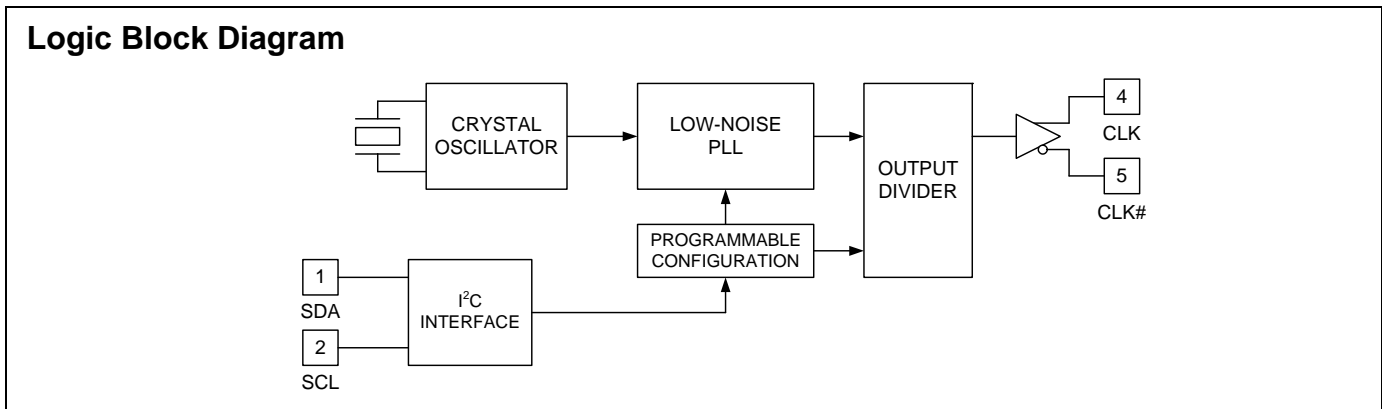 Logic Block Diagram
CRYSTAL
OSCILLATOR
LOW-NOISE
PLL
OUTPUT
DIVIDER
4
CLK
5
CLK#
PROGRAMMABLE
CONFIGURATION
1
SDA
2
SCL
I²C
INTERFACE